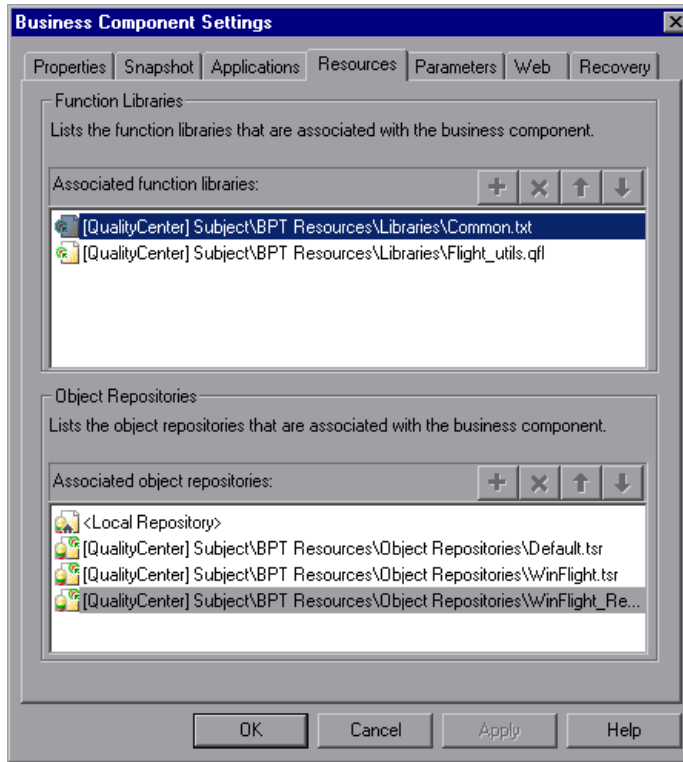 Business Component Settings
Properties Snapshot Applications Resources Parameters Web Recovery
Function Libraries
Lists the function libraries that are associated with the business component.
Associated function libraries:
[QualityCenter] Subject\BPT Resources\Libraries\Common.txt
[QualityCenter] Subject\BPT Resources\Libraries\Flight_utils.qfl
Object Repositories
Lists the object repositories that are associated with the business component.
Associated object repositories:
<Local Repository>
[QualityCenter] Subject\BPT Resources\Object Repositories\Default.tsr
[QualityCenter] Subject\BPT Resources\Object Repositories\WinFlight.tsr
[QualityCenter] Subject\BPT Resources\Object Repositories\WinFlight_Re...
OK Cancel Apply Help